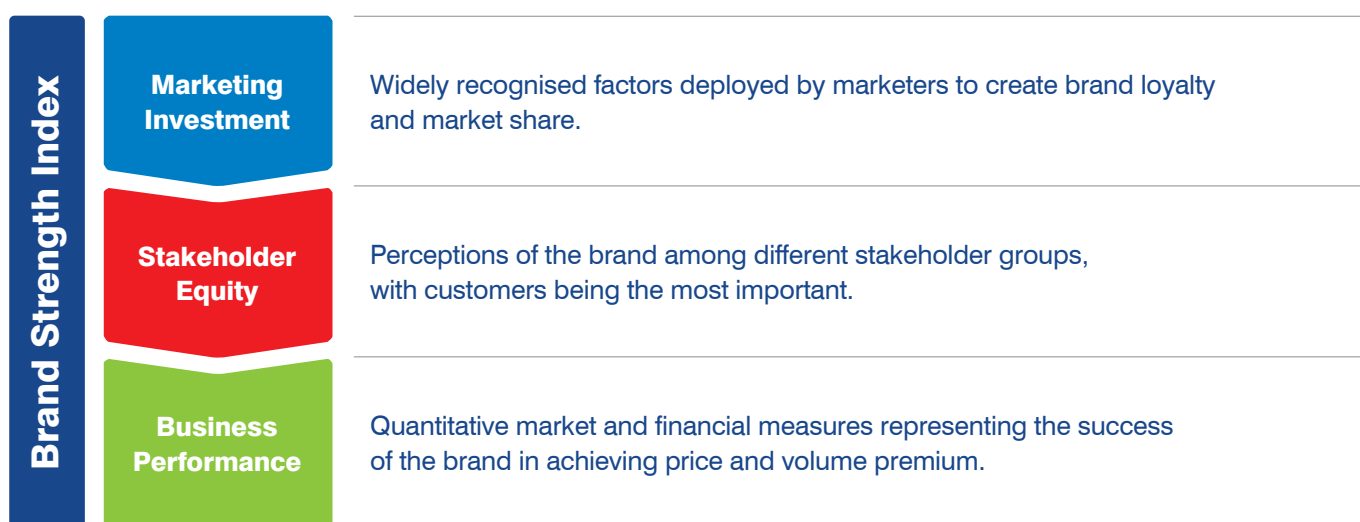 Brand Strength Index
Marketing
Investment
Widely recognised factors deployed by marketers to create brand loyalty
and market share.
Stakeholder
Equity
Perceptions of the brand among different stakeholder groups,
with customers being the most important.
Business
Performance
Quantitative market and financial measures representing the success
of the brand in achieving price and volume premium.